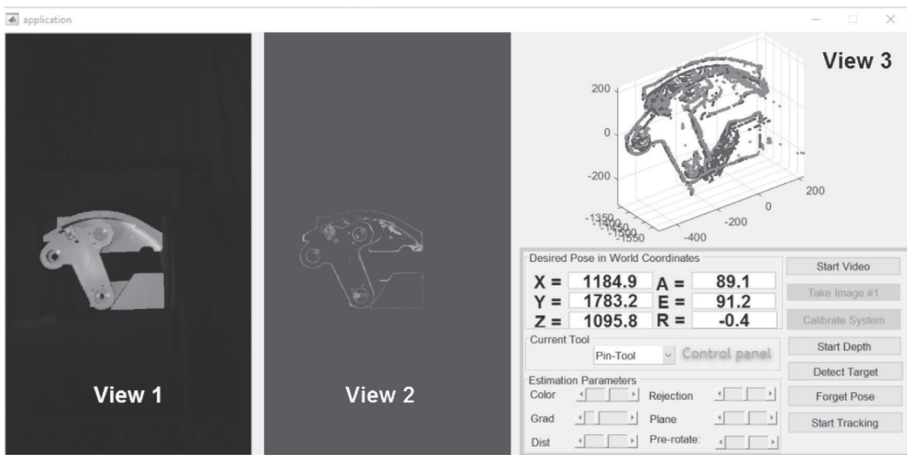 application
View 1
View 2
View 3
200
0
-200
-1350
-1550
-400
-200
0
200
Desired Pose in World Coordinates
X = 1184.9 A = 89.1
Y = 1783.2 E = 91.2
Z = 1095.8 R = -0.4
Current Tool
Pin-Tool
Control panel
Estimation Parameters
Color Rejection
Grad Plane
Dist Pre-rotate:
Start Video
Take Image #1
Calibrate System
Start Depth
Detect Target
Forget Pose
Start Tracking